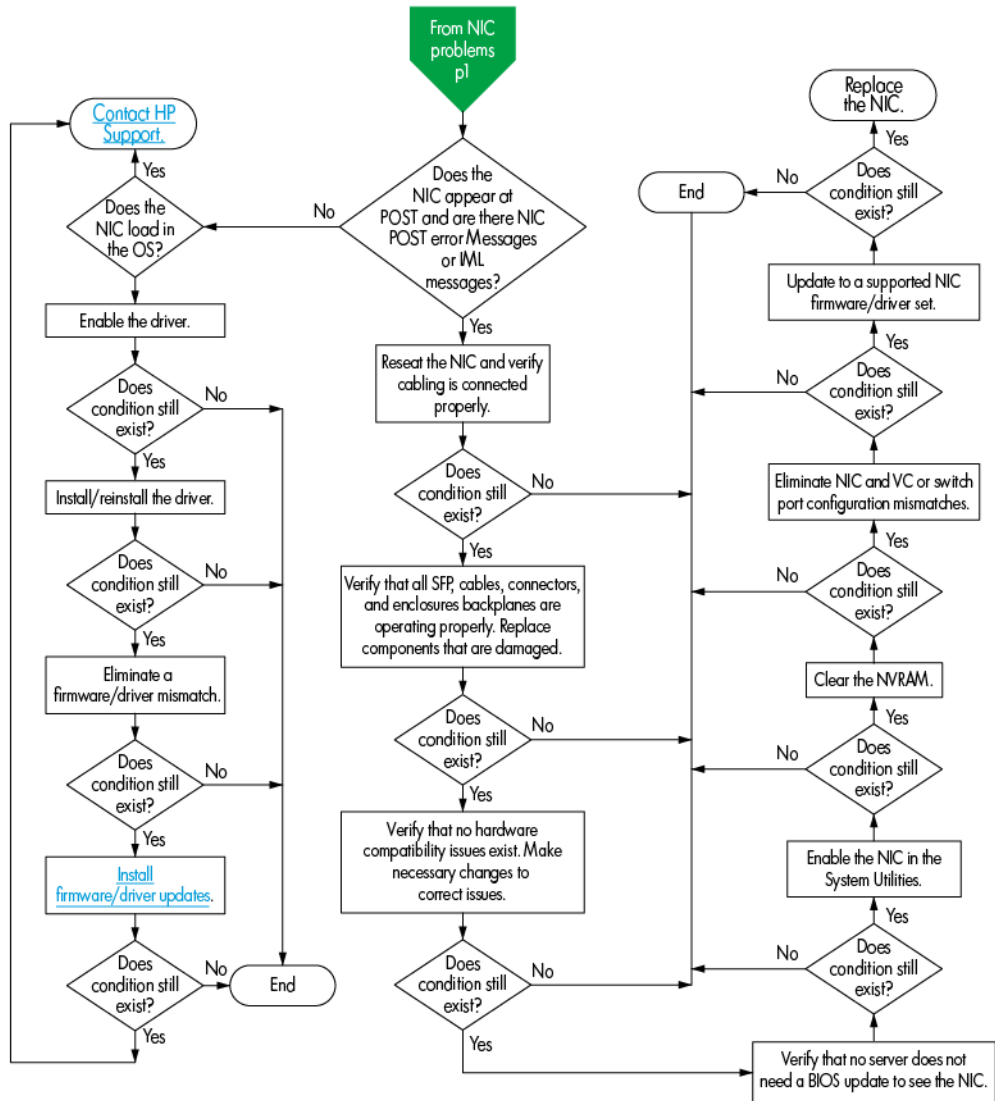 From NIC
problems
p1
Contact HP
Support.
Yes
Does the
NIC load in
the OS?
Enable the driver.
Does
condition still
exist?
No
Yes
Install/reinstall the driver.
Does
condition still
exist?
No
Yes
Eliminate a
firmware/driver mismatch.
Does
condition still
exist?
No
Yes
Install
firmware/driver updates.
Does
condition still
exist?
No
Yes
End
Does the
NIC appear at
POST and are there NIC
POST error Messages
or IML
messages?
No
Yes
Reseat the NIC and verify
cabling is connected
properly.
Does
condition still
exist?
No
Yes
Verify that all SFP, cables, connectors,
and enclosures backplanes are
operating properly. Replace
components that are damaged.
Does
condition still
exist?
No
Yes
Verify that no hardware
compatibility issues exist. Make
necessary changes to
correct issues.
Does
condition still
exist?
No
Yes
End
Replace
the NIC.
Yes
Does
condition still
exist?
No
Update to a supported NIC
firmware/driver set.
Yes
Does
condition still
exist?
No
Eliminate NIC and VC or switch
port configuration mismatches.
Yes
Does
condition still
exist?
No
Clear the NVRAM.
Yes
Does
condition still
exist?
No
Enable the NIC in the
System Utilities.
Yes
Does
condition still
exist?
No
Verify that no server does not
need a BIOS update to see the NIC.